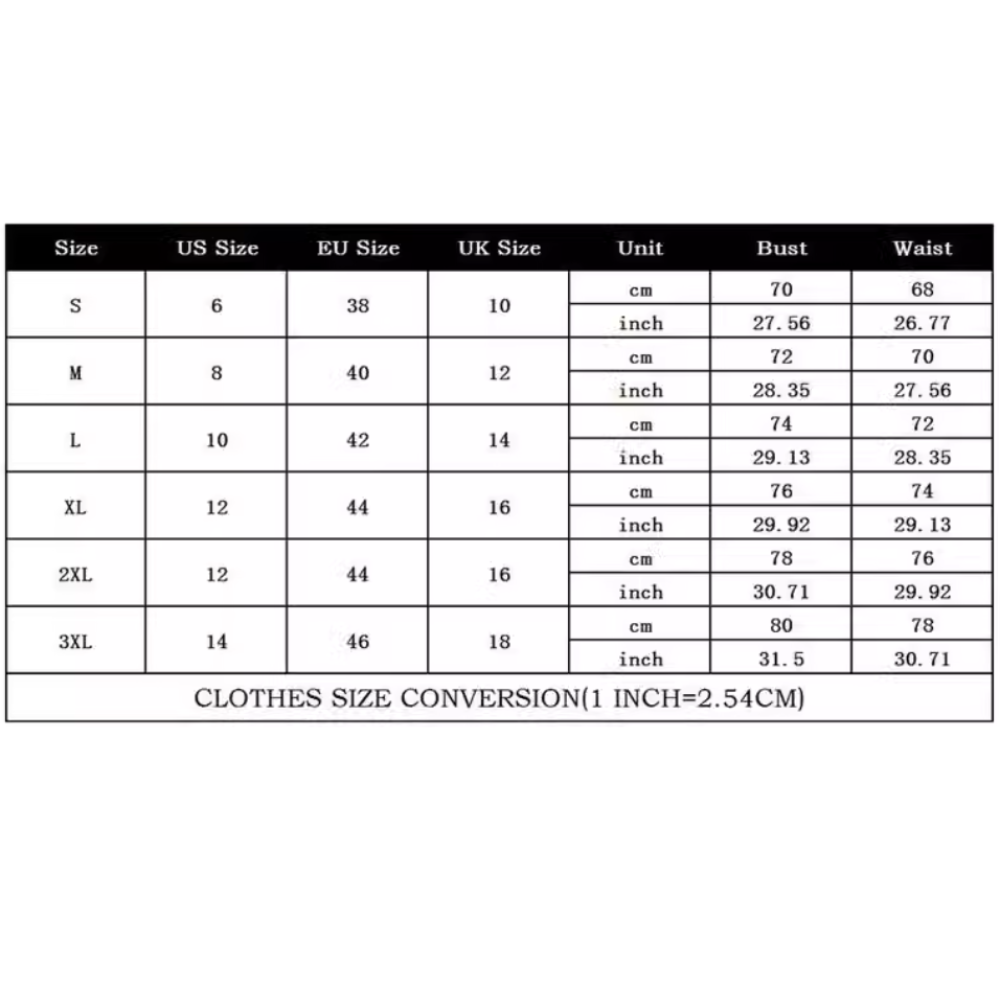 Size US Size EU Size UK Size Unit Bust Waist
S 6 38 10 cm 70 68
inch 27.56 26.77
M 8 40 12 cm 72 70
inch 28.35 27.56
L 10 42 14 cm 74 72
inch 29.13 28.35
XL 12 44 16 cm 76 74
inch 29.92 29.13
2XL 12 44 16 cm 78 76
inch 30.71 29.92
3XL 14 46 18 cm 80 78
inch 31.5 30.71
CLOTHES SIZE CONVERSION(1 INCH=2.54CM)